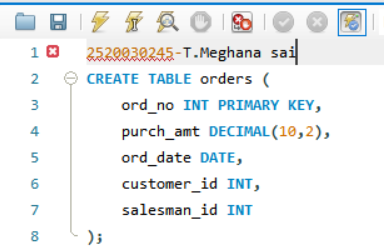 1 2520030245-T.Meghana sai
2 CREATE TABLE orders (
3 ord_no INT PRIMARY KEY,
4 purch_amt DECIMAL(10,2),
5 ord_date DATE,
6 customer_id INT,
7 salesman_id INT
8 );